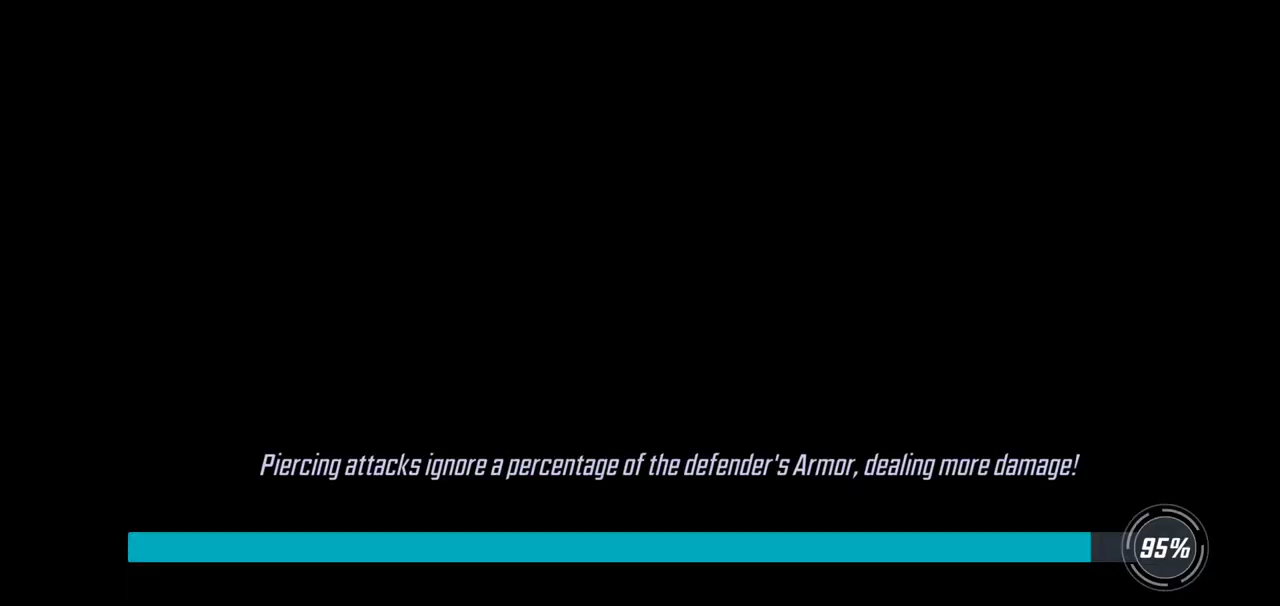 Piercing attacks ignore a percentage of the defender's Armor, dealing more damage!
95%